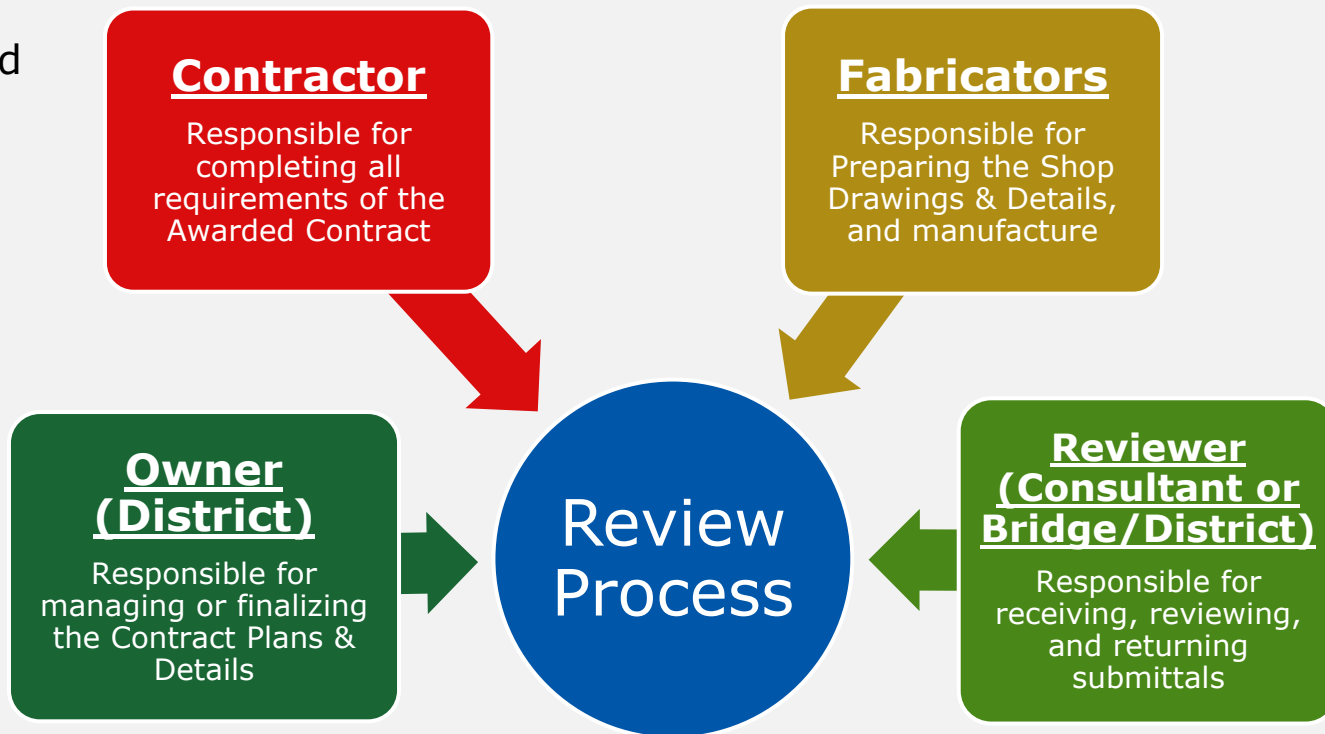 d
Contractor
Responsible for
completing all
requirements of the
Awarded Contract
Fabricators
Responsible for
Preparing the Shop
Drawings & Details,
and manufacture
Owner
(District)
Responsible for
managing or finalizing
the Contract Plans &
Details
Review
Process
Reviewer
(Consultant or
Bridge/District)
Responsible for
receiving, reviewing,
and returning
submittals